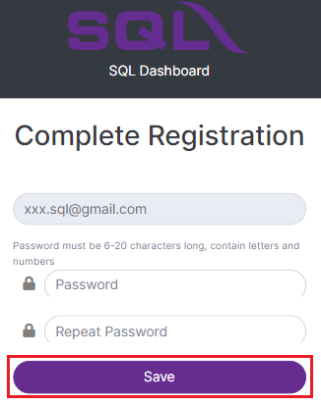 SQL
SQL Dashboard
Complete Registration
xxx.sql@gmail.com
Password must be 6-20 characters long, contain letters and
numbers
Password
Repeat Password
Save